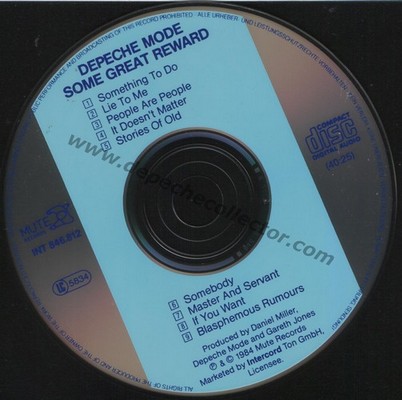 DEPECHE MODE
SOME GREAT REWARD
1 Something To Do
2 Lie To Me
3 People Are People
4 It Doesn't Matter
5 Stories Of Old
COMPACT
disc
DIGITAL AUDIO
(40:25)
www.depechecollector.com
MUTE
INT 846.812
LC 5834
6 Somebody
7 Master And Servant
8 If You Want
9 Blasphemous Rumours
Produced by Daniel Miller,
Depeche Mode and Gareth Jones
℗ & © 1984 Mute Records
Marketed by Intercord Ton GmbH,
Licensee.